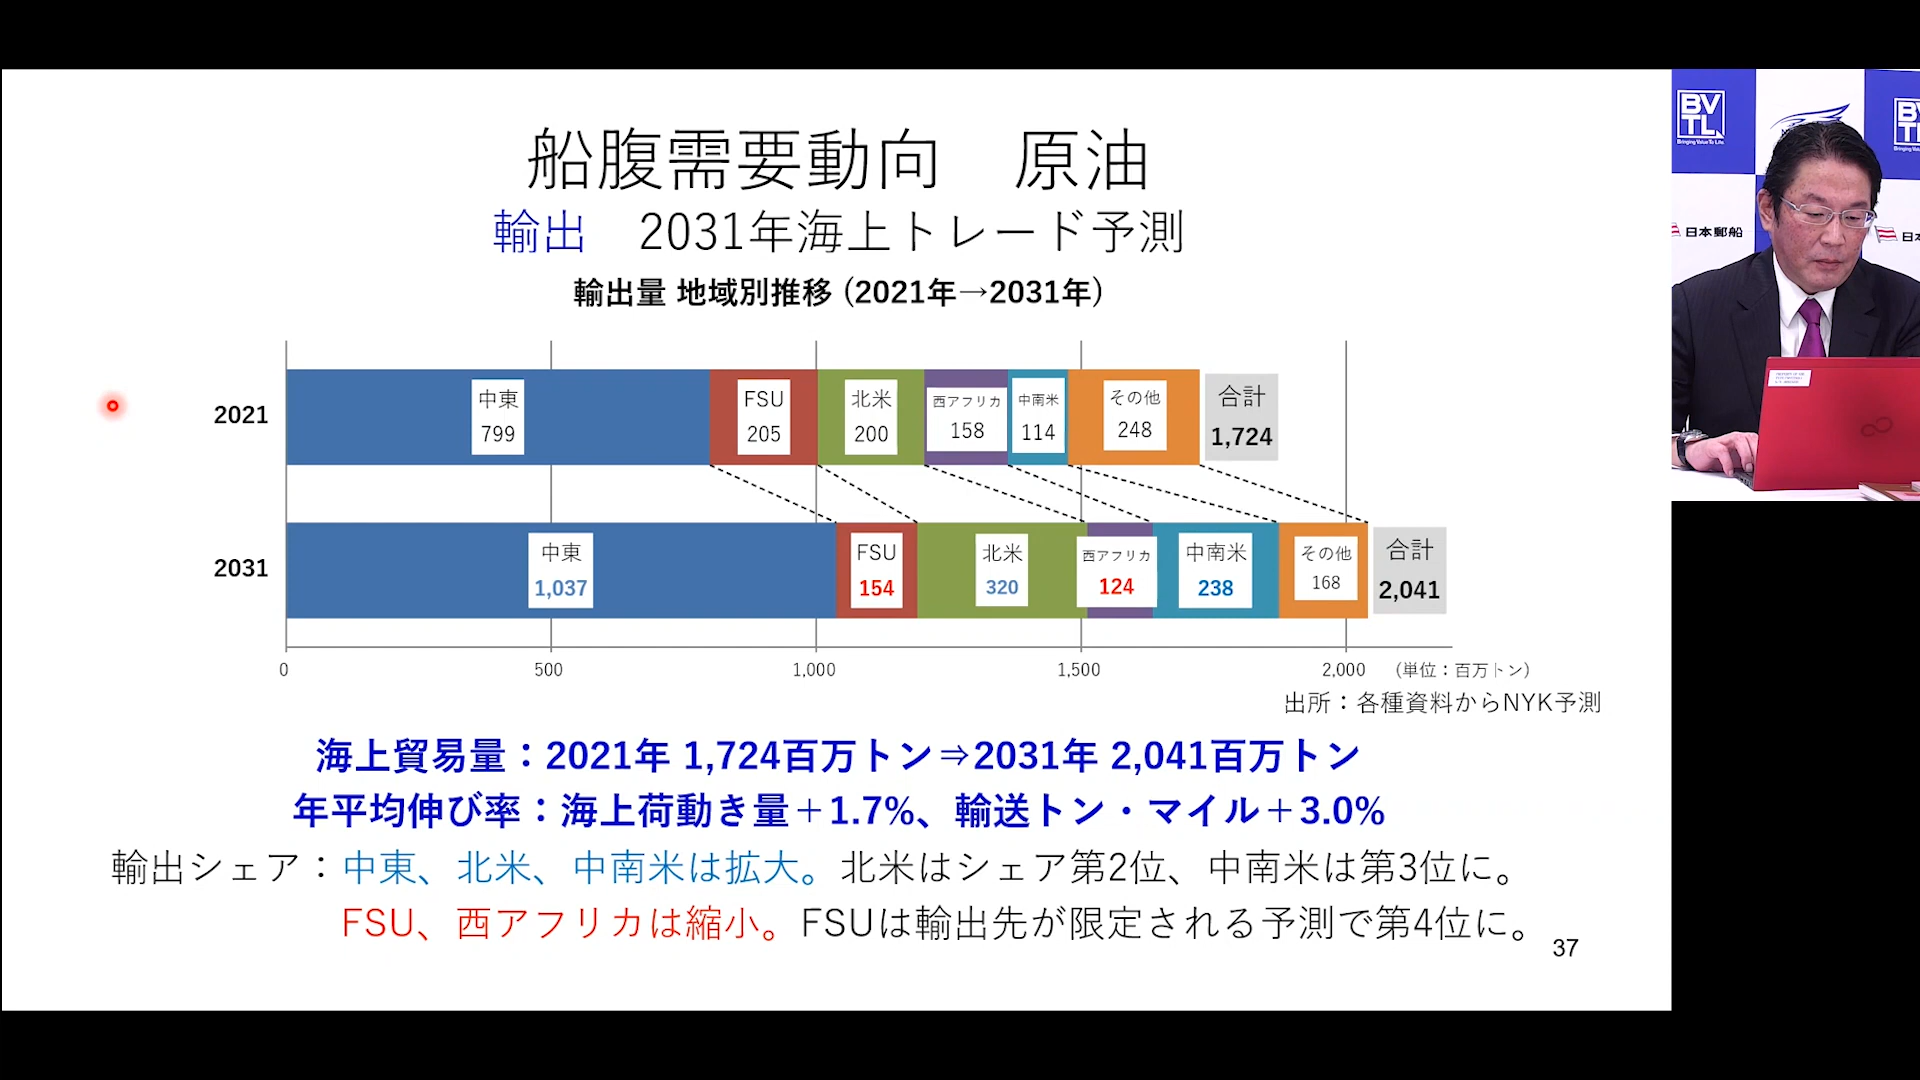 船腹需要動向　原油
輸出　2031年海上トレード予測
輸出量 地域別推移 (2021年→2031年)
2021
中東
799
FSU
205
北米
200
西アフリカ
158
中南米
114
その他
248
合計
1,724
2031
中東
1,037
FSU
154
北米
320
西アフリカ
124
中南米
238
その他
168
合計
2,041
0
500
1,000
1,500
2,000
(単位：百万トン)
出所：各種資料からNYK予測
海上貿易量：2021年 1,724百万トン⇒2031年 2,041百万トン
年平均伸び率：海上荷動き量＋1.7%、輸送トン・マイル＋3.0%
輸出シェア：中東、北米、中南米は拡大。北米はシェア第2位、中南米は第3位に。
FSU、西アフリカは縮小。FSUは輸出先が限定される予測で第4位に。
37
BV
TL
Bringing Value To Life.
日本郵船
BV
日本